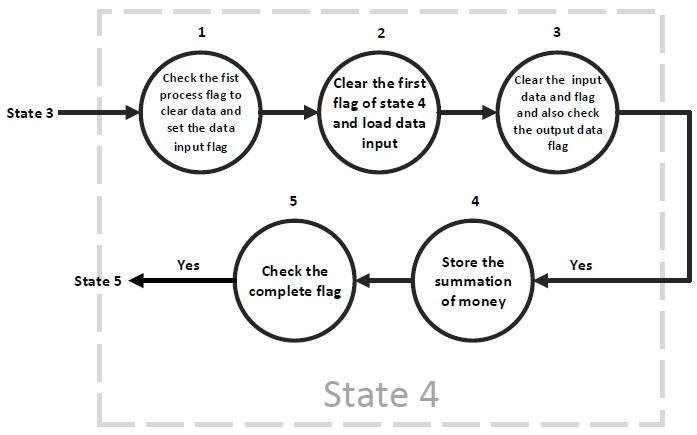 1
2
3
Check the fist
process flag to
clear data and
set the data
input flag
Clear the first
flag of state 4
and load data
input
Clear the input
data and flag
and also check
the output data
flag
State 3
5
4
Yes
Yes
State 5
Check the
complete flag
Store the
summation
of money
State 4